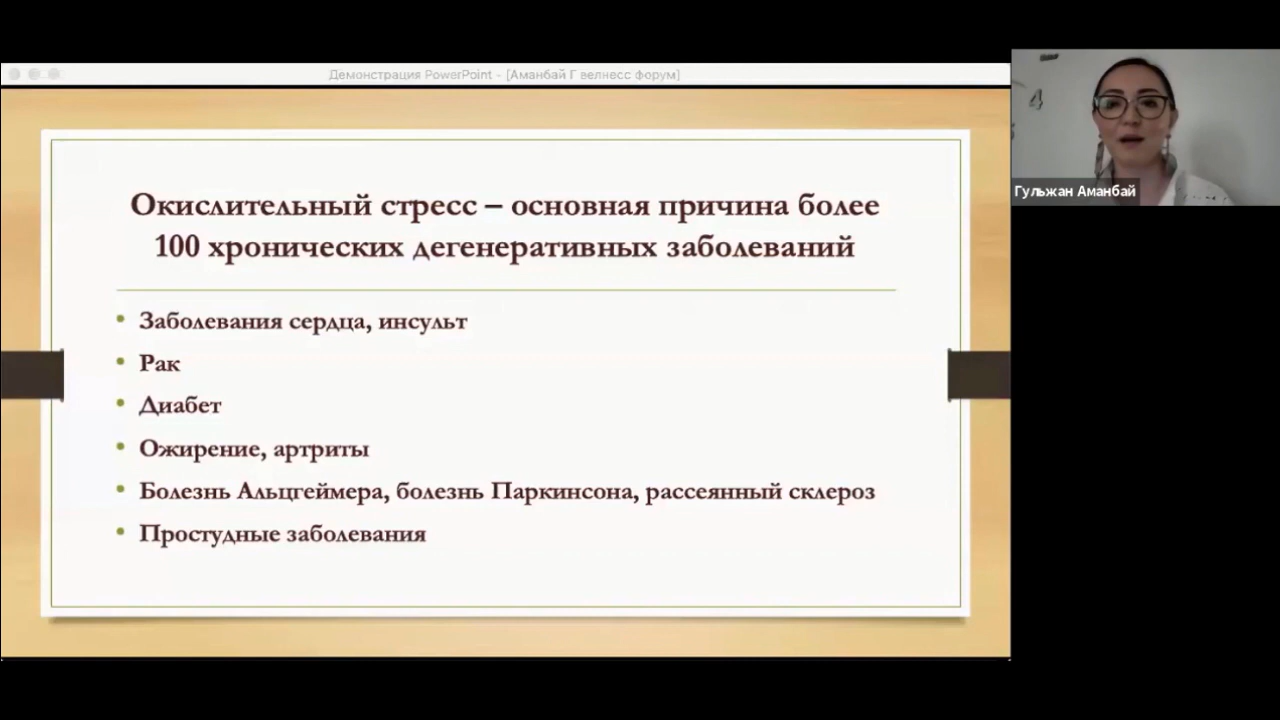 Демонстрация PowerPoint - [Аманбай Г велнесс форум]
Окислительный стресс – основная причина более
100 хронических дегенеративных заболеваний
• Заболевания сердца, инсульт
• Рак
• Диабет
• Ожирение, артриты
• Болезнь Альцгеймера, болезнь Паркинсона, рассеянный склероз
• Простудные заболевания
4
Гульжан Аманбай